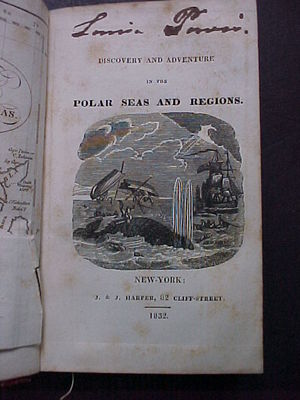 DISCOVERY AND ADVENTURE
IN THE
POLAR SEAS AND REGIONS.
NEW-YORK:
J. & J. HARPER, 82 CLIFF-STREET.
1832.